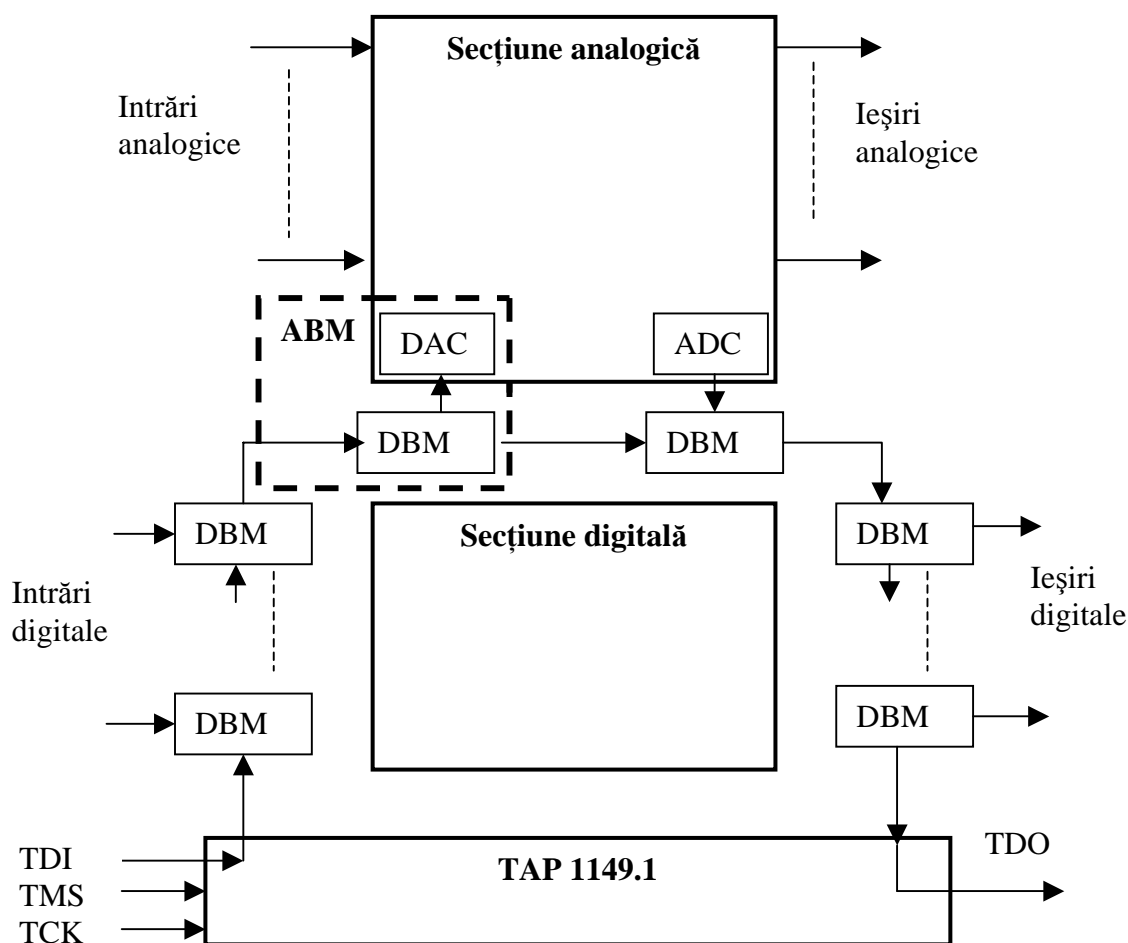 Secțiune analogică
Intrări
analogice
Ieşiri
analogice
ABM
DAC
ADC
DBM
DBM
DBM
Secțiune digitală
DBM
Intrări
digitale
Ieşiri
digitale
DBM
DBM
TDI
TMS
TCK
TAP 1149.1
TDO